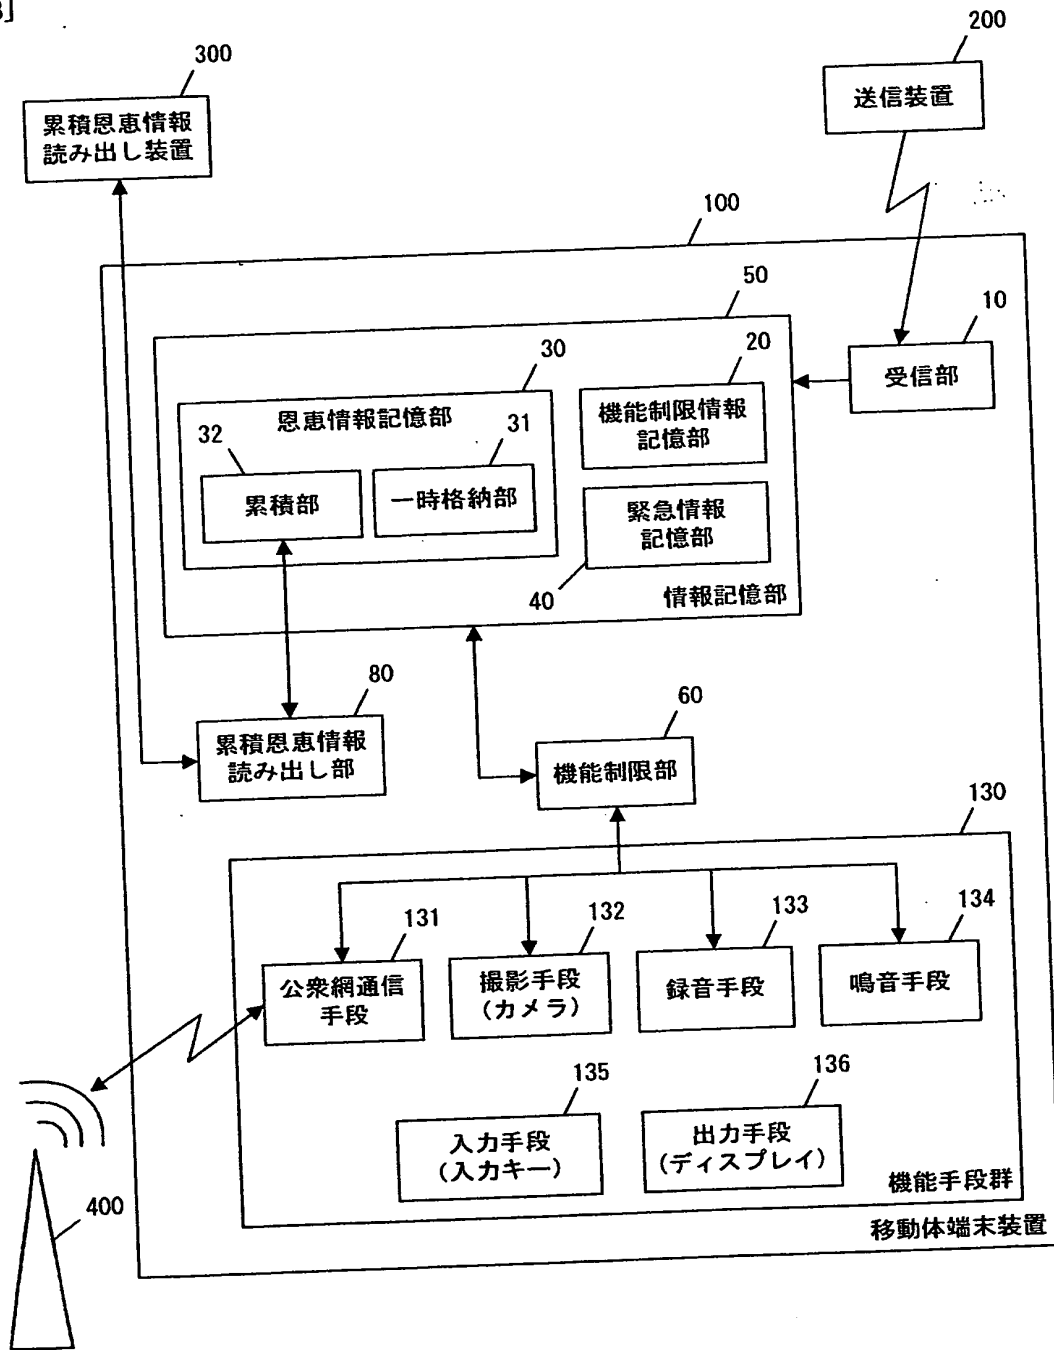 3]
200
300
送信装置
累積恩恵情報
読み出し装置
100
50
10
30
20
受信部
恩恵情報記憶部
機能制限情報
記憶部
32
31
累積部
一時格納部
緊急情報
記憶部
40
情報記憶部
80
60
累積恩恵情報
読み出し部
機能制限部
130
131
132
133
134
公衆網通信
手段
撮影手段
(カメラ)
録音手段
鳴音手段
135
136
入力手段
(入力キー)
出力手段
(ディスプレイ)
機能手段群
400
移動体端末装置